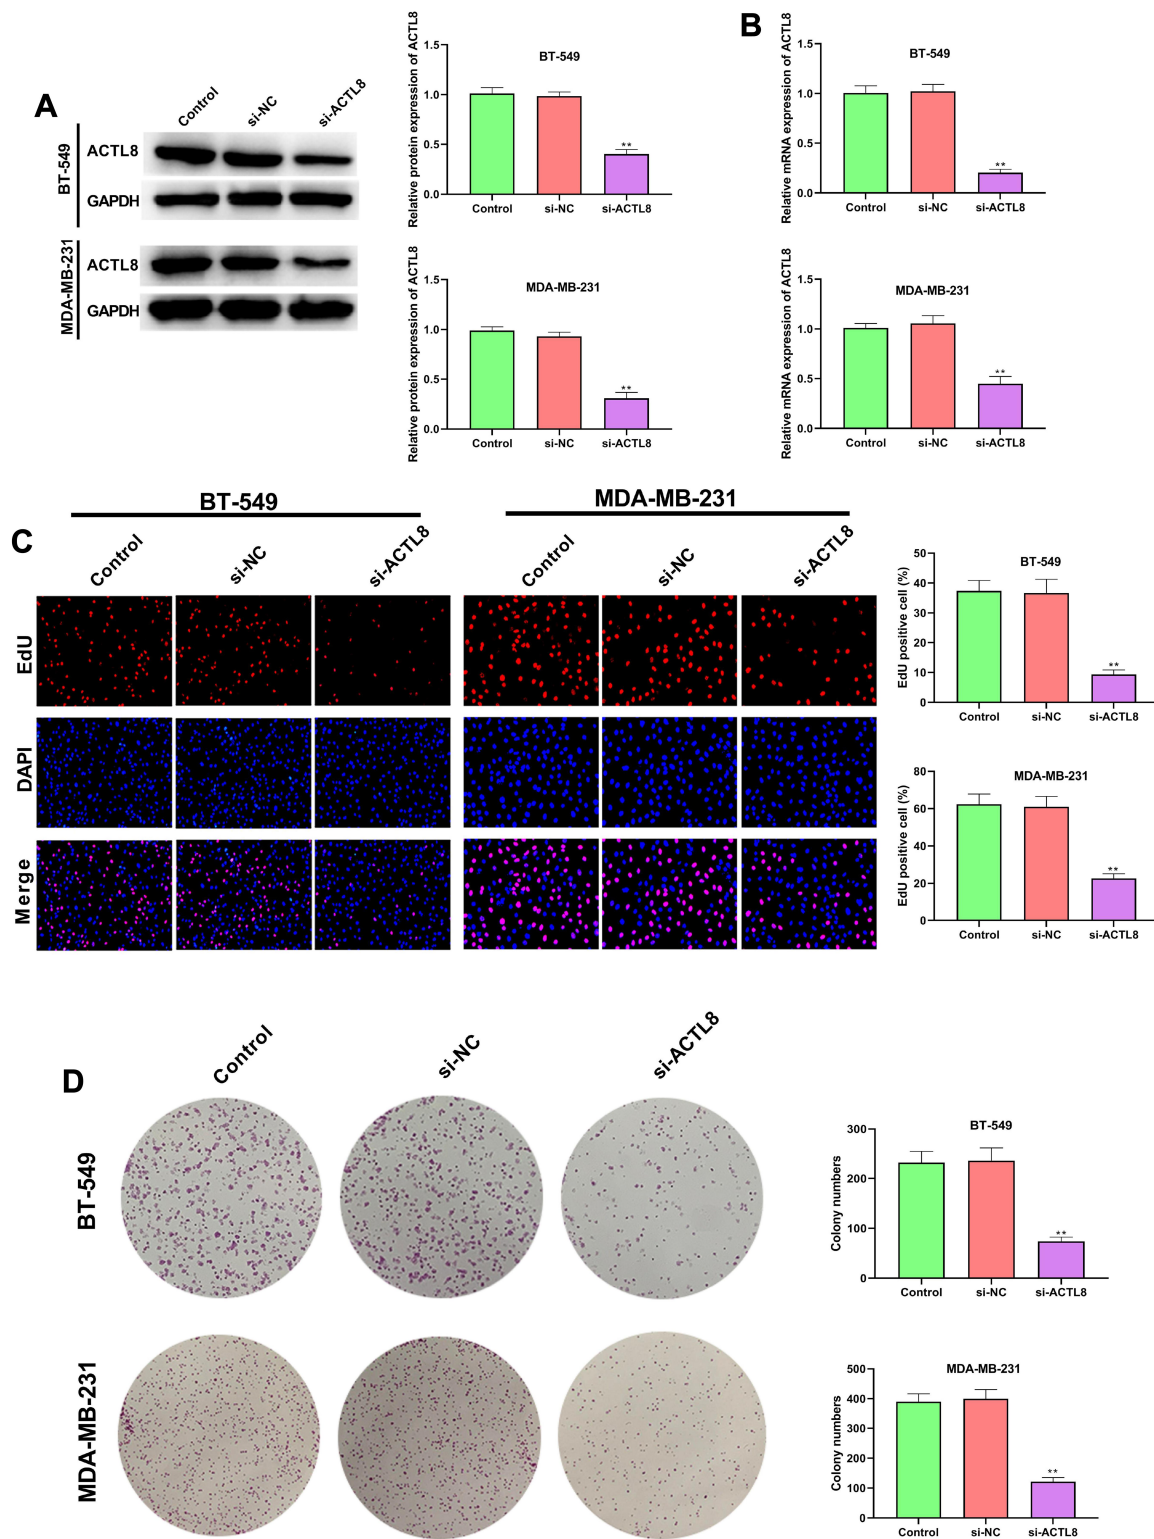 A
Control
si-NC
si-ACTL8
BT-549
ACTL8
GAPDH
MDA-MB-231
ACTL8
GAPDH
Relative protein expression of ACTL8
1.5
1.0
0.5
0.0
BT-549
**
Control
si-NC
si-ACTL8
Relative protein expression of ACTL8
1.5
1.0
0.5
0.0
MDA-MB-231
**
Control
si-NC
si-ACTL8
B
Relative mRNA expression of ACTL8
1.5
1.0
0.5
0.0
BT-549
**
Control
si-NC
si-ACTL8
Relative mRNA expression of ACTL8
1.5
1.0
0.5
0.0
MDA-MB-231
**
Control
si-NC
si-ACTL8
C
BT-549
Control
si-NC
si-ACTL8
MDA-MB-231
Control
si-NC
si-ACTL8
EdU
DAPI
Merge
EdU positive cell (%)
50
40
30
20
10
0
BT-549
**
Control
si-NC
si-ACTL8
EdU positive cell (%)
80
60
40
20
0
MDA-MB-231
**
Control
si-NC
si-ACTL8
D
Control
si-NC
si-ACTL8
BT-549
MDA-MB-231
Colony numbers
300
200
100
0
BT-549
**
Control
si-NC
si-ACTL8
Colony numbers
500
400
300
200
100
0
MDA-MB-231
**
Control
si-NC
si-ACTL8